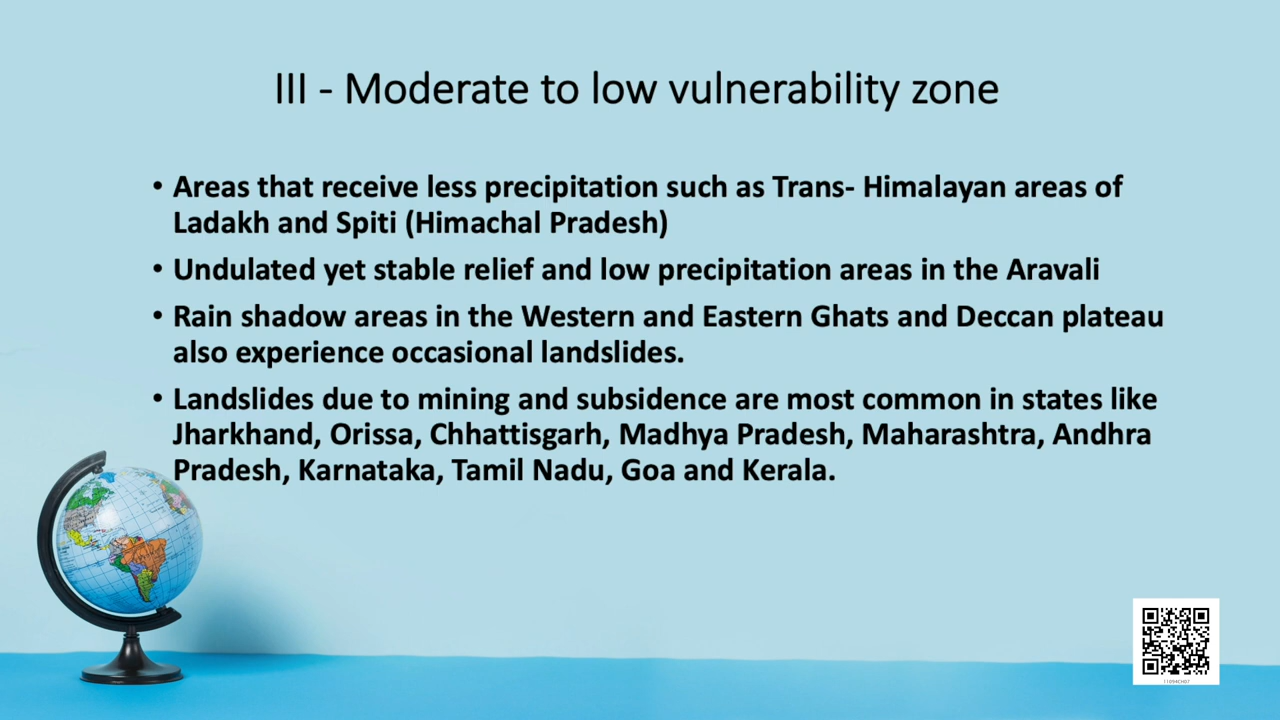 III - Moderate to low vulnerability zone
• Areas that receive less precipitation such as Trans- Himalayan areas of
Ladakh and Spiti (Himachal Pradesh)
• Undulated yet stable relief and low precipitation areas in the Aravali
• Rain shadow areas in the Western and Eastern Ghats and Deccan plateau
also experience occasional landslides.
• Landslides due to mining and subsidence are most common in states like
Jharkhand, Orissa, Chhattisgarh, Madhya Pradesh, Maharashtra, Andhra
Pradesh, Karnataka, Tamil Nadu, Goa and Kerala.